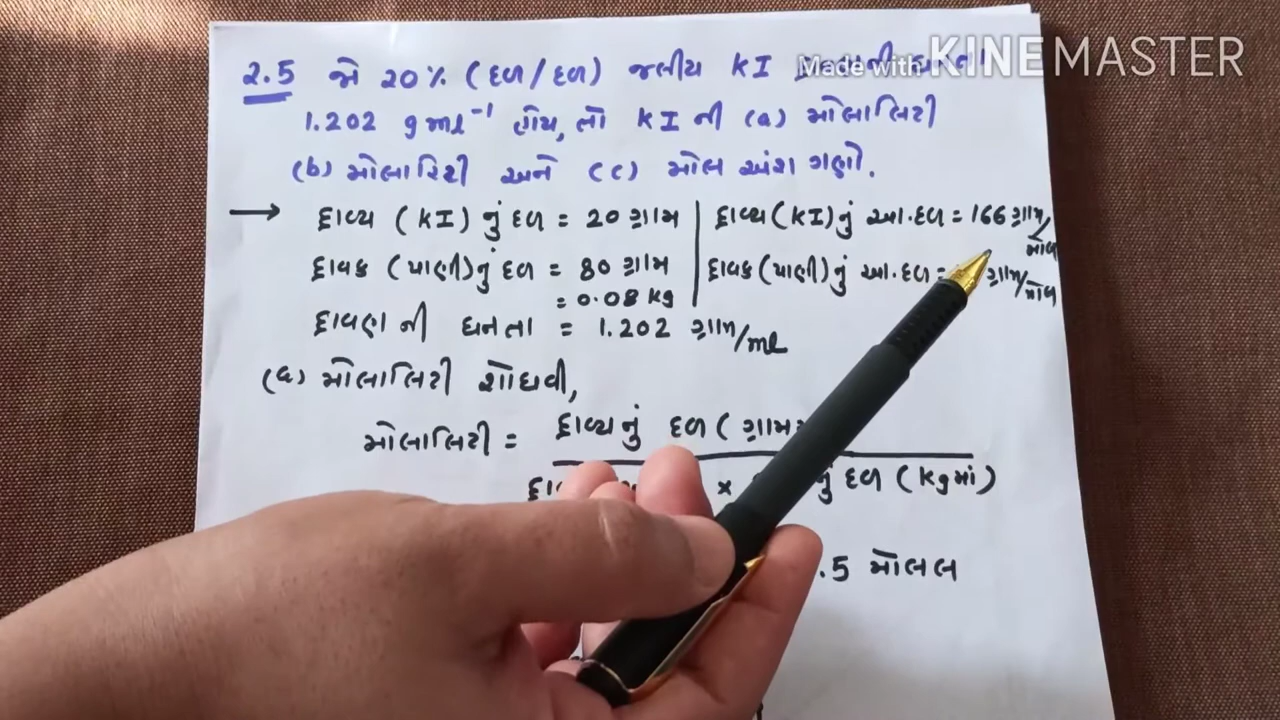 Made with KINEMASTER
2.5 જો 20% (દળ/દળ) જલીય KI
1.202 g ml⁻¹ હોય, તો KI ની (a) મોલાલિટી
(b) મોલારિટી અને (c) મોલ અંશ ગણો.
→ દ્રાવ્ય (KI) નું દળ = 20 ગ્રામ | દ્રાવ્ય (KI) નું આ.દળ = 166 ગ્રામ/મોલ
દ્રાવક (પાણી) નું દળ = 80 ગ્રામ | દ્રાવક (પાણી) નું આ.દળ = ગ્રામ/મોલ
= 0.08 kg
દ્રાવણ ની ઘનતા = 1.202 ગ્રામ/ml
(a) મોલાલિટી શોધવી,
મોલાલિટી = દ્રાવ્યનું દળ (
× દળ (kgમાં)
.5 મોલલ